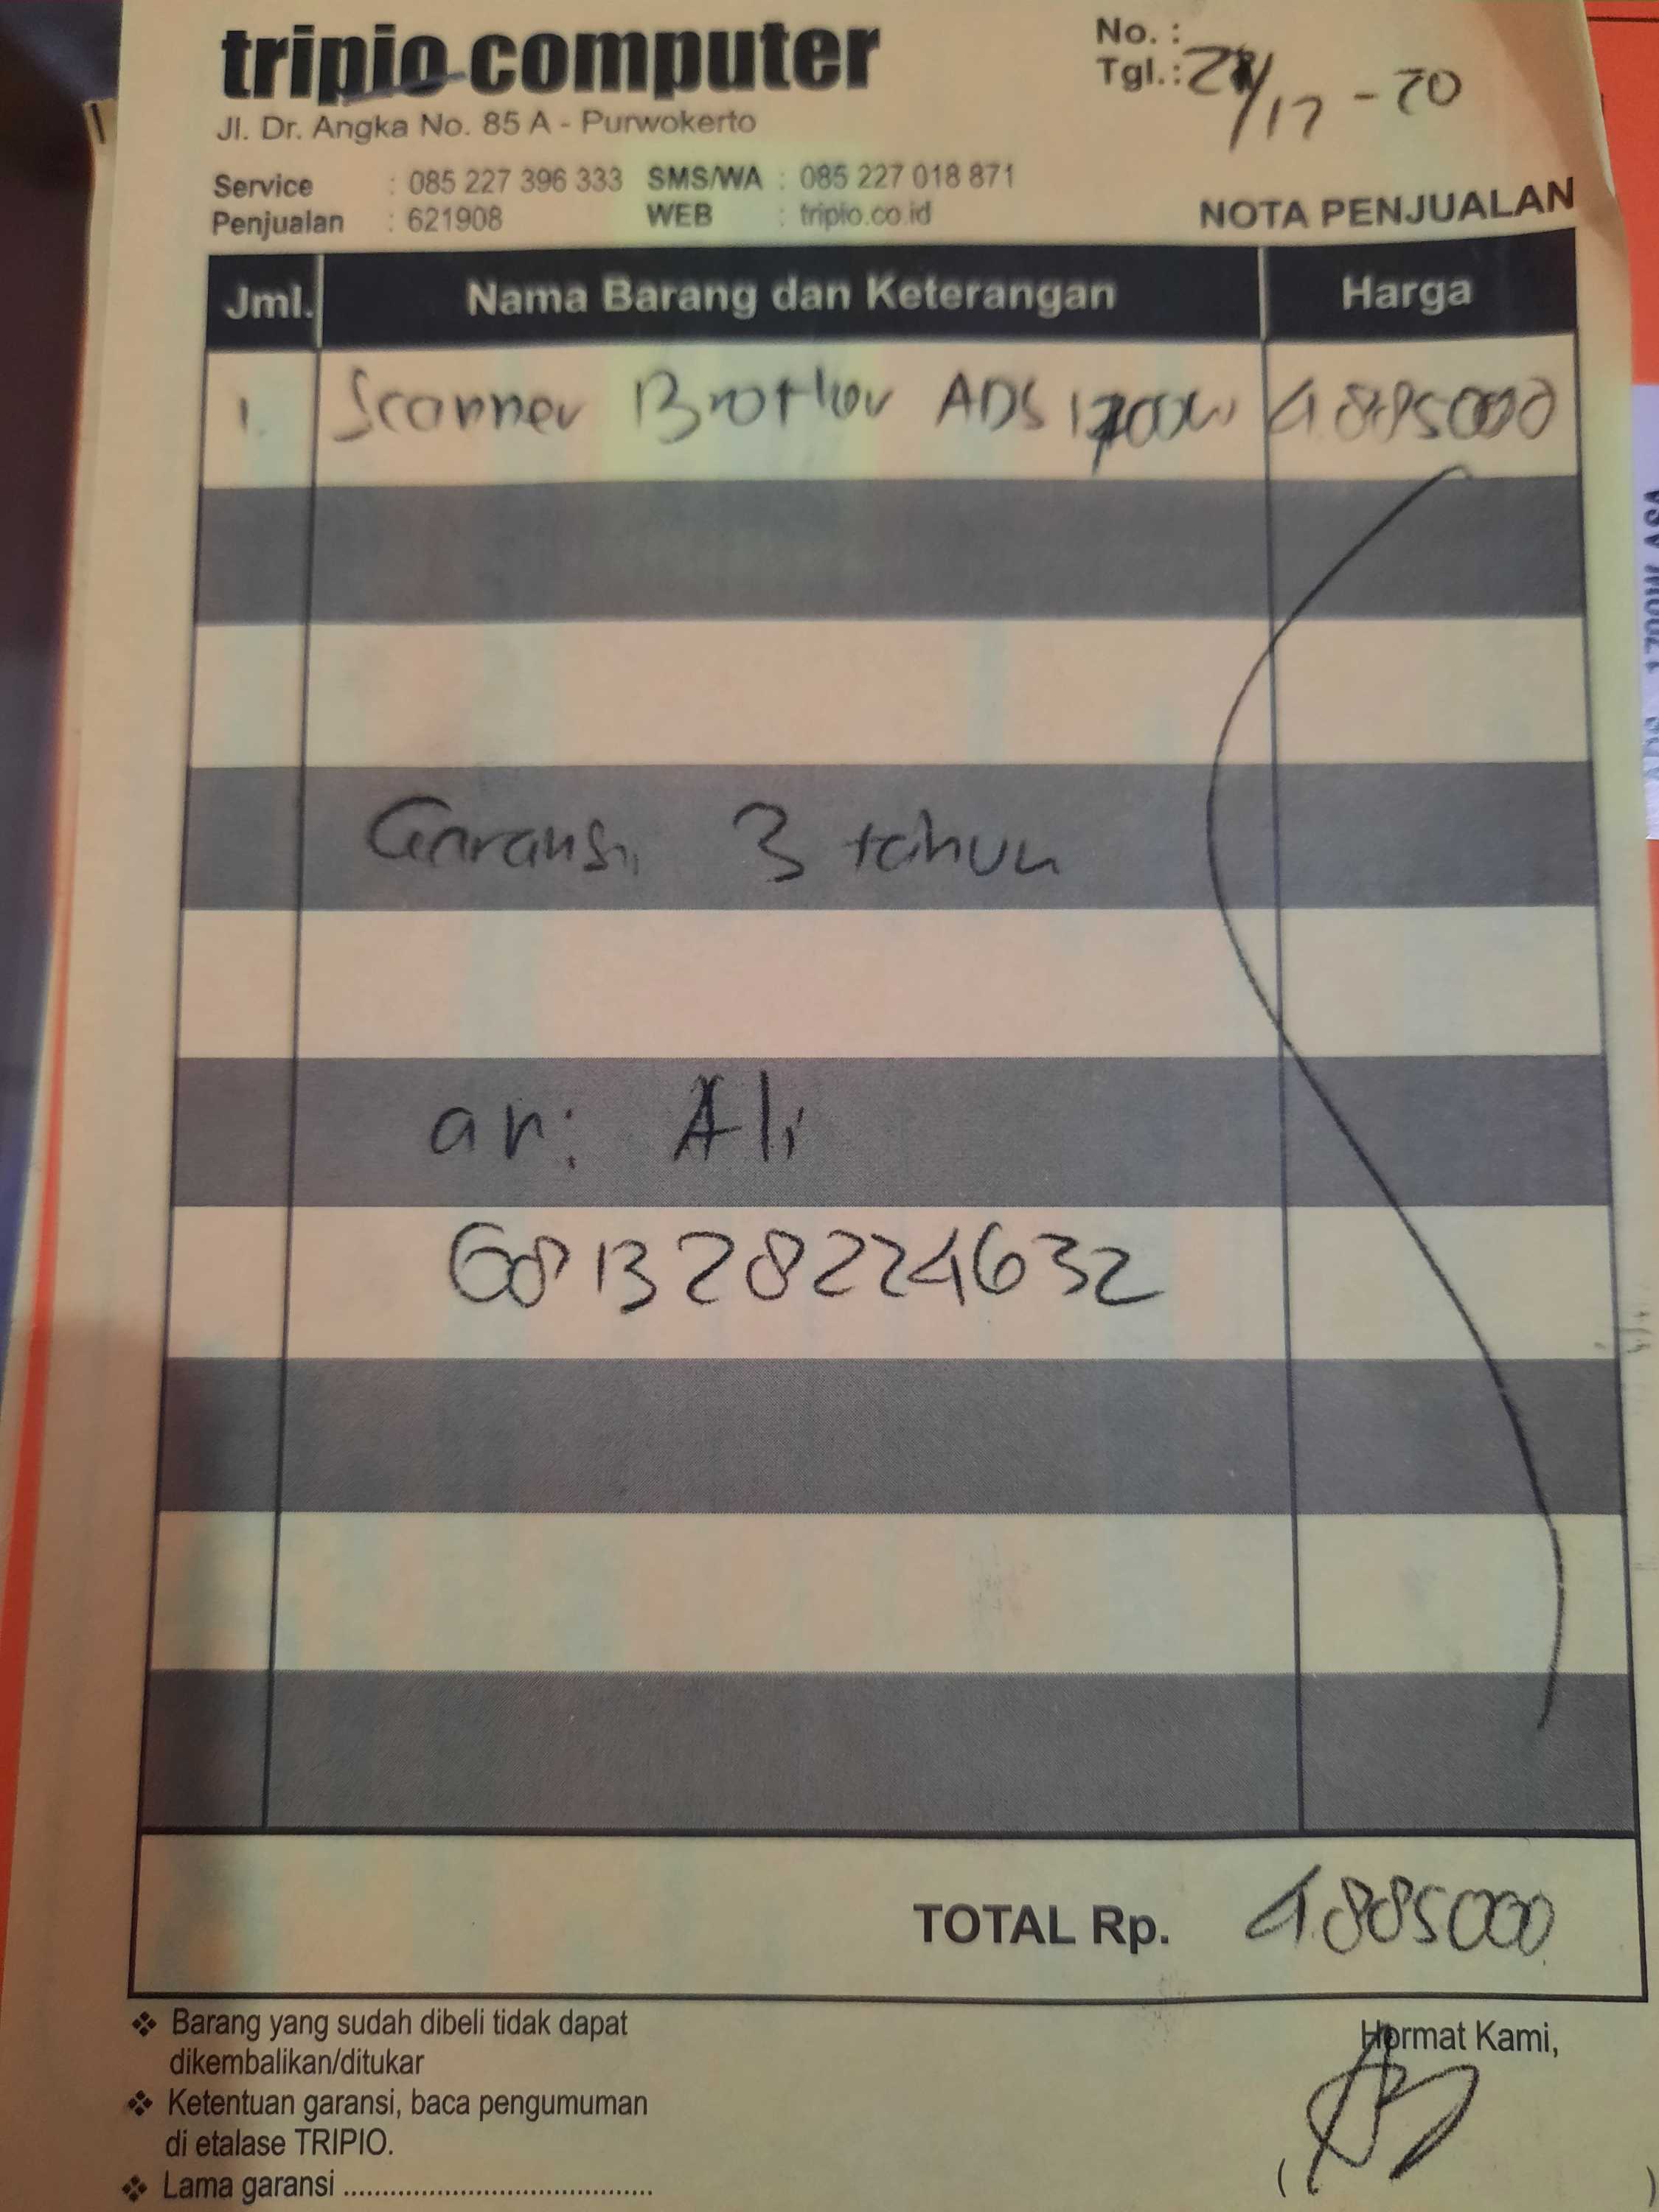 tripio computer
No. :
Tgl.: 21/12 - 20
Jl. Dr. Angka No. 85 A - Purwokerto
Service : 085 227 396 333 SMS/WA : 085 227 018 871
Penjualan : 621908 WEB : tripio.co.id
NOTA PENJUALAN
Jml. Nama Barang dan Keterangan Harga
1. Scanner Brother ADS 1700W 4.885000
Garansi 3 tahun
an: Ali
081328224632
TOTAL Rp. 4.885000
❖ Barang yang sudah dibeli tidak dapat
dikembalikan/ditukar
❖ Ketentuan garansi, baca pengumuman
di etalase TRIPIO.
❖ Lama garansi ........................................
Hormat Kami,
( )
1700W ASA